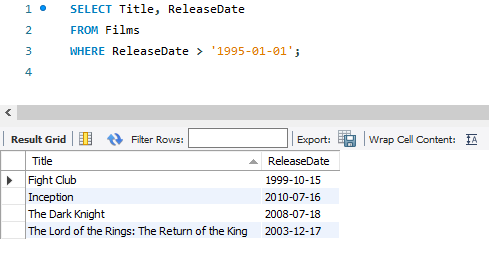 1 SELECT Title, ReleaseDate
2 FROM Films
3 WHERE ReleaseDate > '1995-01-01';
4
Result Grid Filter Rows: Export: Wrap Cell Content:
Title ReleaseDate
Fight Club 1999-10-15
Inception 2010-07-16
The Dark Knight 2008-07-18
The Lord of the Rings: The Return of the King 2003-12-17